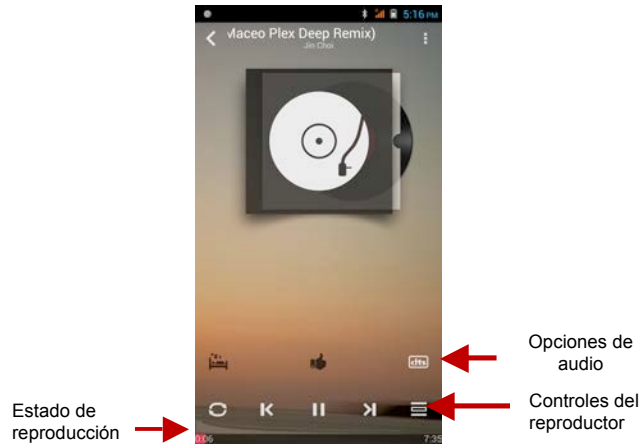 5:16 PM
Maceo Plex Deep Remix)
Jin Choi
dts
Opciones de
audio
Controles del
reproductor
Estado de
reproducción
0:06
7:35